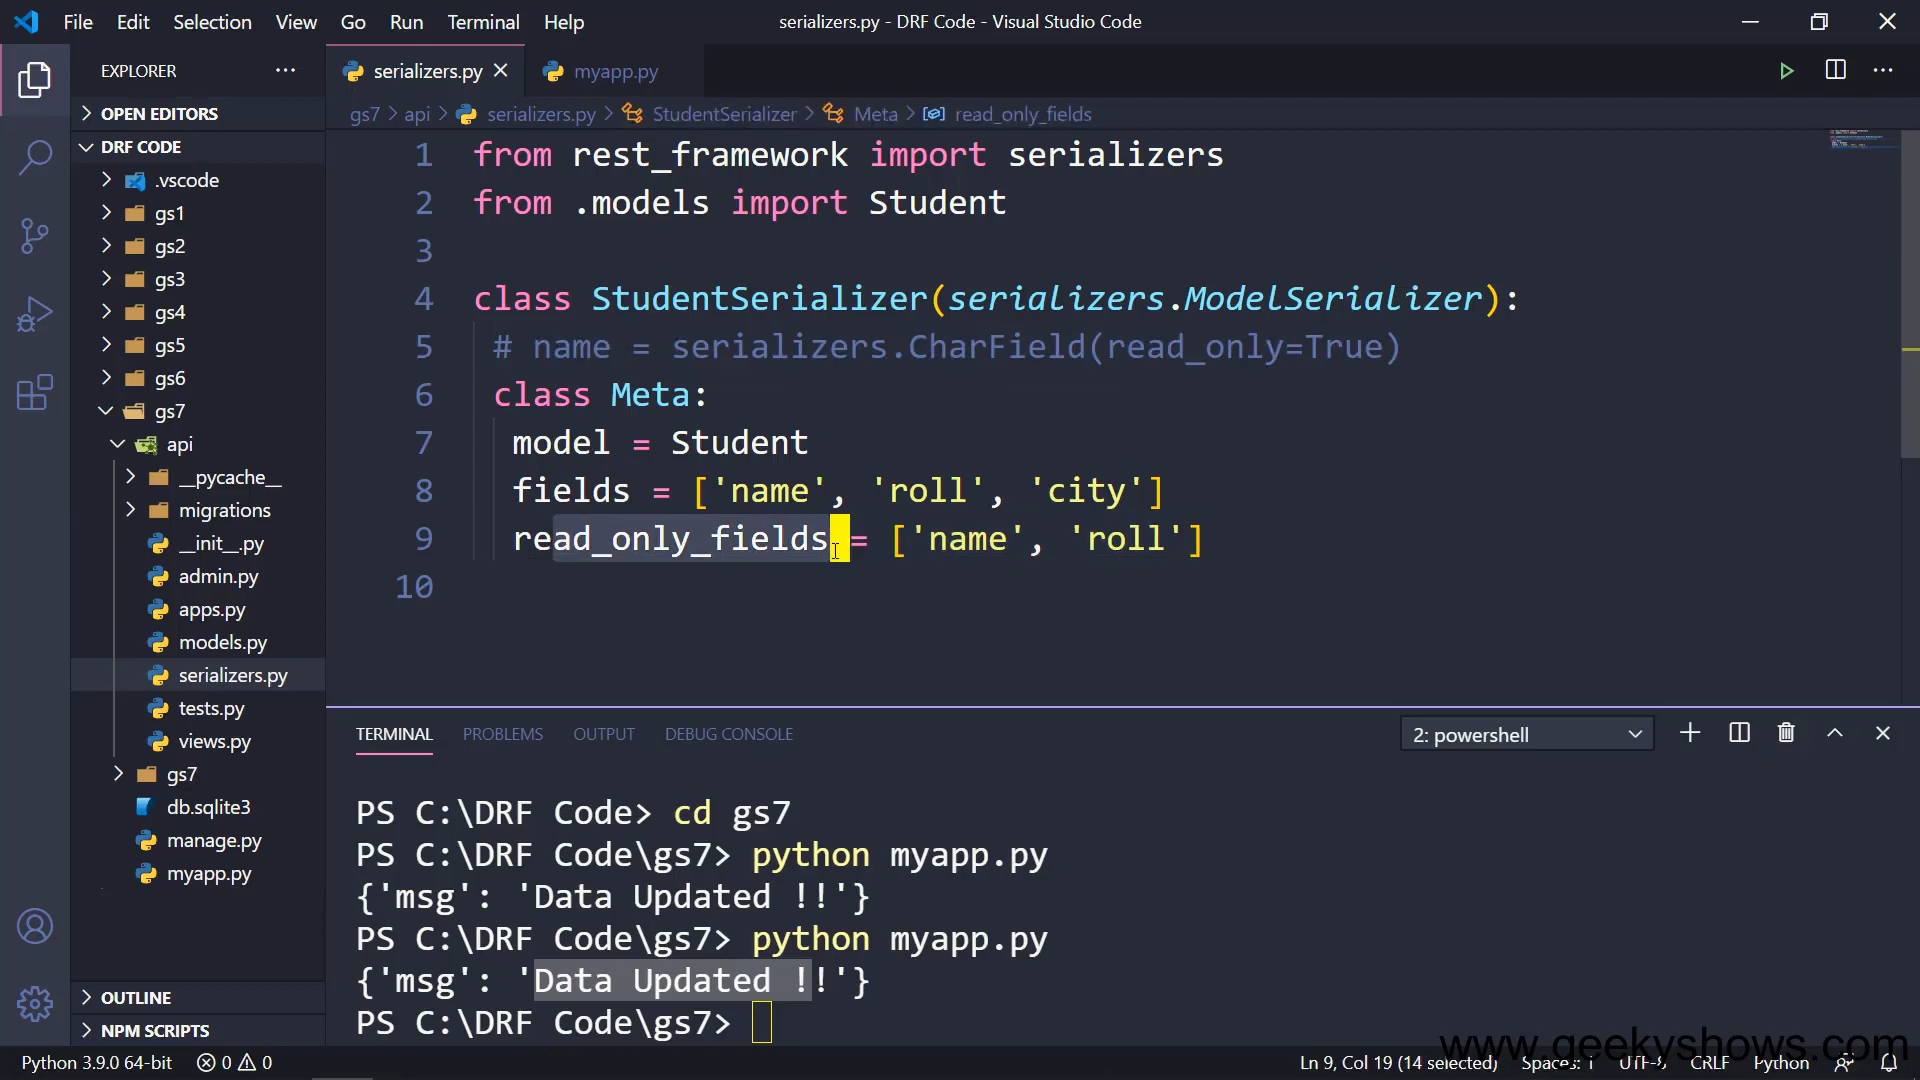 File Edit Selection View Go Run Terminal Help serializers.py - DRF Code - Visual Studio Code
EXPLORER
OPEN EDITORS
DRF CODE
.vscode
gs1
gs2
gs3
gs4
gs5
gs6
gs7
api
__pycache__
migrations
__init__.py
admin.py
apps.py
models.py
serializers.py
tests.py
views.py
gs7
db.sqlite3
manage.py
myapp.py
OUTLINE
NPM SCRIPTS
serializers.py myapp.py
gs7 > api > serializers.py > StudentSerializer > Meta > read_only_fields
1 from rest_framework import serializers
2 from .models import Student
3
4 class StudentSerializer(serializers.ModelSerializer):
5 # name = serializers.CharField(read_only=True)
6 class Meta:
7 model = Student
8 fields = ['name', 'roll', 'city']
9 read_only_fields = ['name', 'roll']
10
TERMINAL PROBLEMS OUTPUT DEBUG CONSOLE 2: powershell
PS C:\DRF Code> cd gs7
PS C:\DRF Code\gs7> python myapp.py
{'msg': 'Data Updated !!'}
PS C:\DRF Code\gs7> python myapp.py
{'msg': 'Data Updated !!'}
PS C:\DRF Code\gs7>
www.geekyshows.com
Python 3.9.0 64-bit 0 0 Ln 9, Col 19 (14 selected) Spaces: 1 UTF-8 CRLF Python